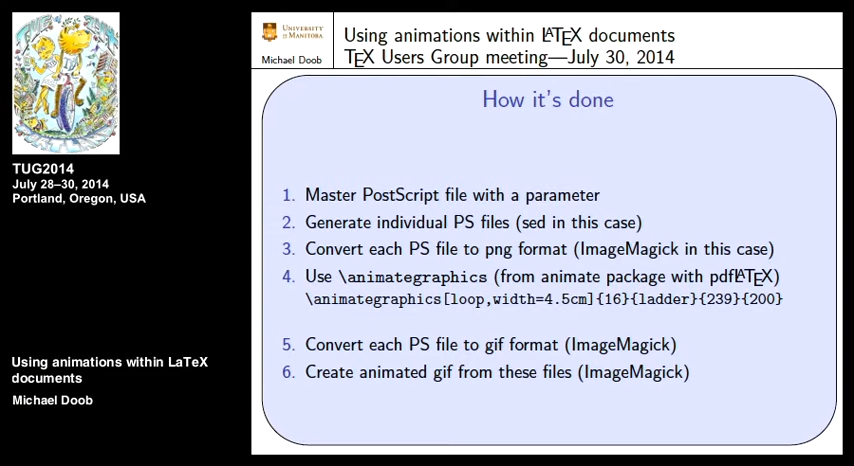 UNIVERSITY
OF MANITOBA
Michael Doob
Using animations within LATEX documents
TEX Users Group meeting—July 30, 2014
How it's done
1. Master PostScript file with a parameter
2. Generate individual PS files (sed in this case)
3. Convert each PS file to png format (ImageMagick in this case)
4. Use \animategraphics (from animate package with pdfLATEX)
\animategraphics[loop,width=4.5cm]{16}{ladder}{239}{200}
5. Convert each PS file to gif format (ImageMagick)
6. Create animated gif from these files (ImageMagick)
TUG2014
July 28–30, 2014
Portland, Oregon, USA
Using animations within LaTeX
documents
Michael Doob